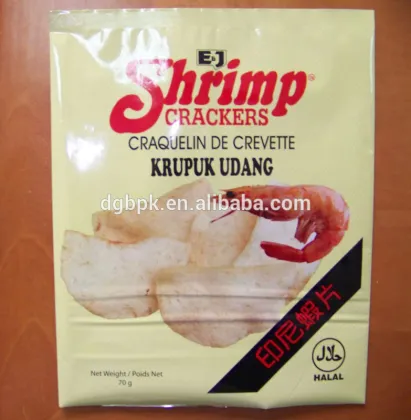 E&J
Shrimp®
CRACKERS
CRAQUELIN DE CREVETTE
KRUPUK UDANG
dgbpk.en.alibaba.com
印尼蝦片
Net Weight / Poids Net
70 g
حلال
HALAL